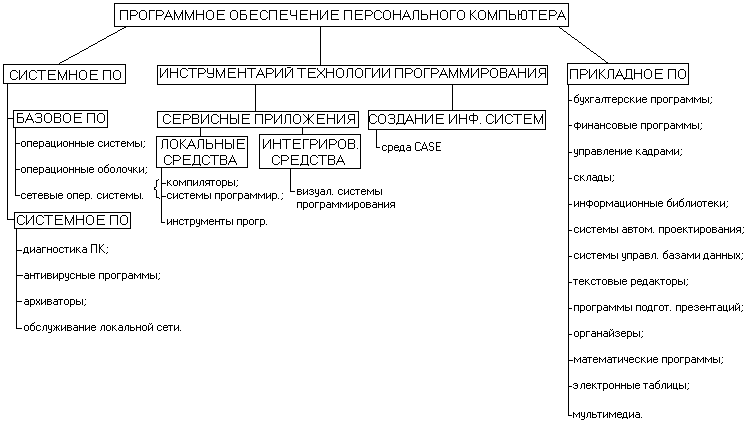 ПРОГРАММНОЕ ОБЕСПЕЧЕНИЕ ПЕРСОНАЛЬНОГО КОМПЬЮТЕРА
СИСТЕМНОЕ ПО
БАЗОВОЕ ПО
операционные системы;
операционные оболочки;
сетевые опер. системы.
СИСТЕМНОЕ ПО
диагностика ПК;
антивирусные программы;
архиваторы;
обслуживание локальной сети.
ИНСТРУМЕНТАРИЙ ТЕХНОЛОГИИ ПРОГРАММИРОВАНИЯ
СЕРВИСНЫЕ ПРИЛОЖЕНИЯ
ЛОКАЛЬНЫЕ
СРЕДСТВА
компиляторы;
системы программир.;
инструменты прогр.
ИНТЕГРИРОВ.
СРЕДСТВА
визуал. системы
программирования
СОЗДАНИЕ ИНФ. СИСТЕМ
среда CASE
ПРИКЛАДНОЕ ПО
бухгалтерские программы;
финансовые программы;
управление кадрами;
склады;
информационные библиотеки;
системы автом. проектирования;
системы управл. базами данных;
текстовые редакторы;
программы подгот. презентаций;
органайзеры;
математические программы;
электронные таблицы;
мультимедиа.